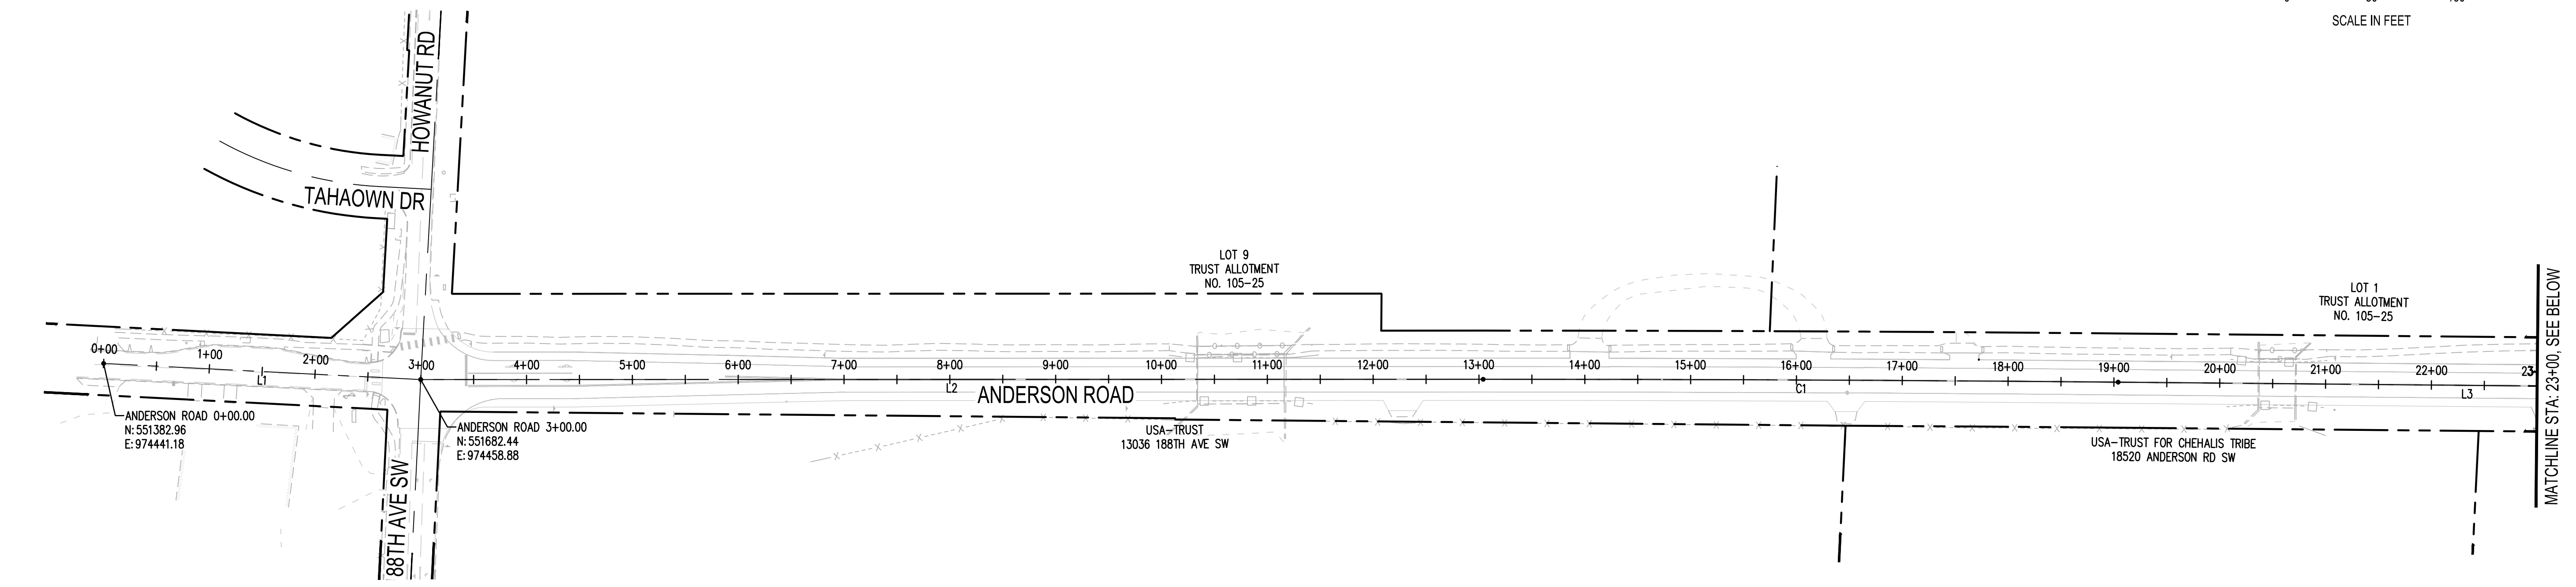 SCALE IN FEET
HOWANUT RD
TAHAOWN DR
LOT 9
TRUST ALLOTMENT
NO. 105-25
LOT 1
TRUST ALLOTMENT
NO. 105-25
0+00
1+00
2+00
3+00
4+00
5+00
6+00
7+00
8+00
9+00
10+00
11+00
12+00
13+00
14+00
15+00
16+00
17+00
18+00
19+00
20+00
21+00
22+00
23+
L1
L2
C1
L3
ANDERSON ROAD
ANDERSON ROAD 0+00.00
N: 551382.96
E: 974441.18
ANDERSON ROAD 3+00.00
N: 551682.44
E: 974458.88
USA-TRUST
13036 188TH AVE SW
USA-TRUST FOR CHEHALIS TRIBE
18520 ANDERSON RD SW
88TH AVE SW
MATCHLINE STA: 23+00, SEE BELOW